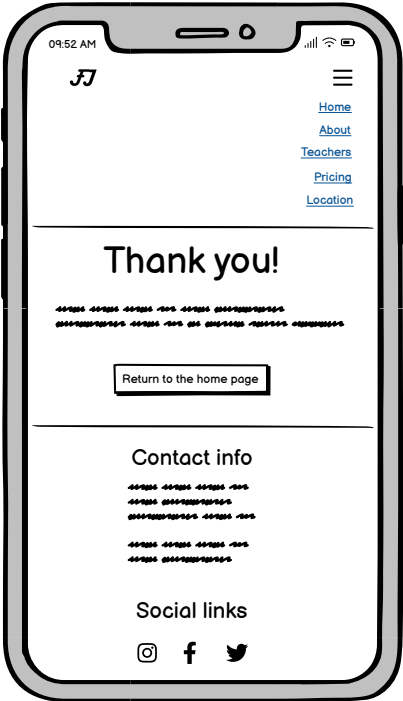 09:52 AM
FJ
Home
About
Teachers
Pricing
Location
Thank you!
Return to the home page
Contact info
Social links